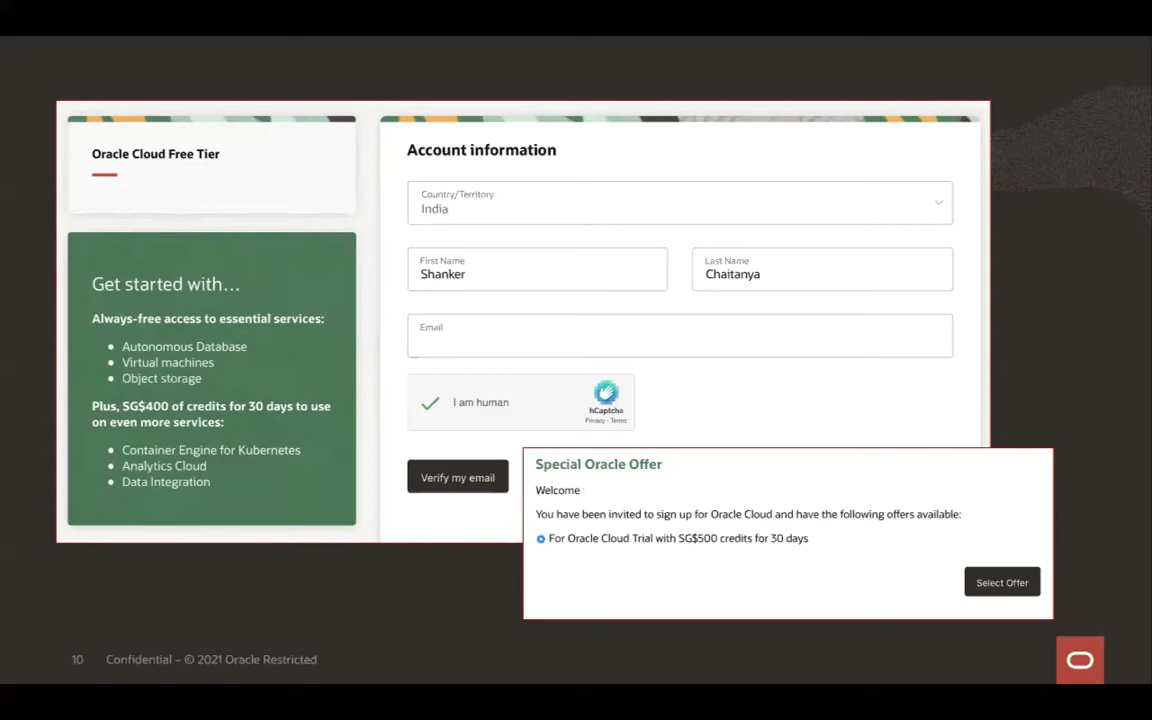 Oracle Cloud Free Tier
Get started with...
Always-free access to essential services:
• Autonomous Database
• Virtual machines
• Object storage
Plus, SG$400 of credits for 30 days to use
on even more services:
• Container Engine for Kubernetes
• Analytics Cloud
• Data Integration
Account information
Country/Territory
India
First Name
Shanker
Last Name
Chaitanya
Email
I am human
hCaptcha
Privacy - Terms
Verify my email
Special Oracle Offer
Welcome
You have been invited to sign up for Oracle Cloud and have the following offers available:
For Oracle Cloud Trial with SG$500 credits for 30 days
Select Offer
10 Confidential – © 2021 Oracle Restricted